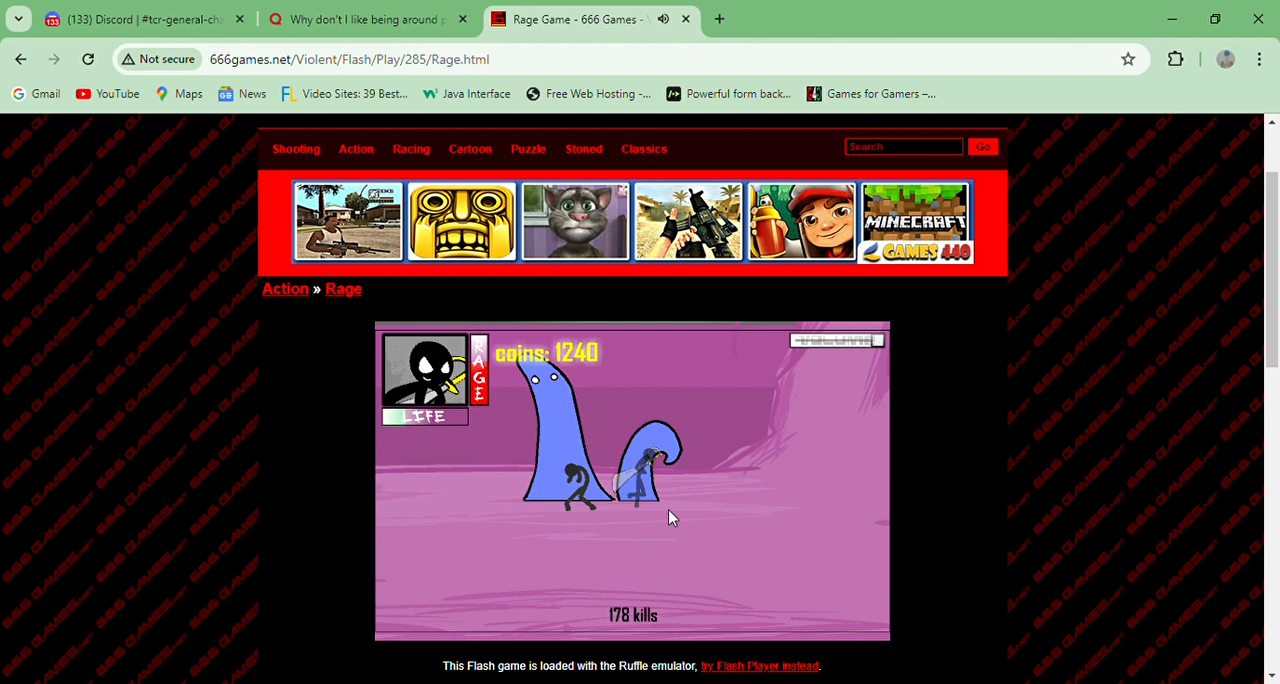 (133) Discord | #tcr-general-cha
Why don't I like being around p
Rage Game - 666 Games -
Not secure
666games.net/Violent/Flash/Play/285/Rage.html
Gmail
YouTube
Maps
News
Video Sites: 39 Best...
Java Interface
Free Web Hosting -...
Powerful form back...
Games for Gamers –...
Shooting
Action
Racing
Cartoon
Puzzle
Stoned
Classics
Search
Go
MINECRAFT
GAMES 440
Action » Rage
RAGE
coins: 1240
VOLUME
LIFE
178 kills
This Flash game is loaded with the Ruffle emulator, try Flash Player instead.